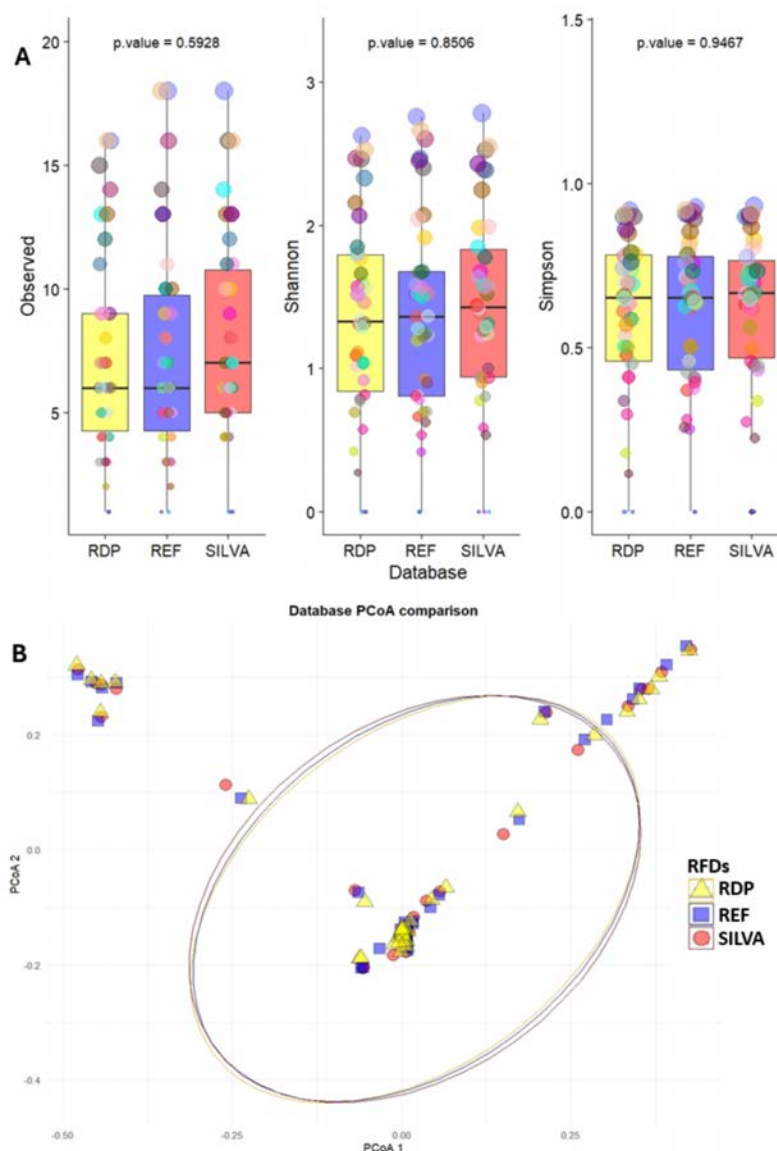 A
p.value = 0.5928
p.value = 0.8506
p.value = 0.9467
Observed
20
15
10
5
Shannon
3
2
1
0
Simpson
1.5
1.0
0.5
0.0
RDP REF SILVA
RDP REF SILVA
RDP REF SILVA
Database
Database PCoA comparison
B
PCoA 2
0.2
0.0
-0.2
-0.4
-0.50 -0.25 0.00 0.25
PCoA 1
RFDs
RDP
REF
SILVA